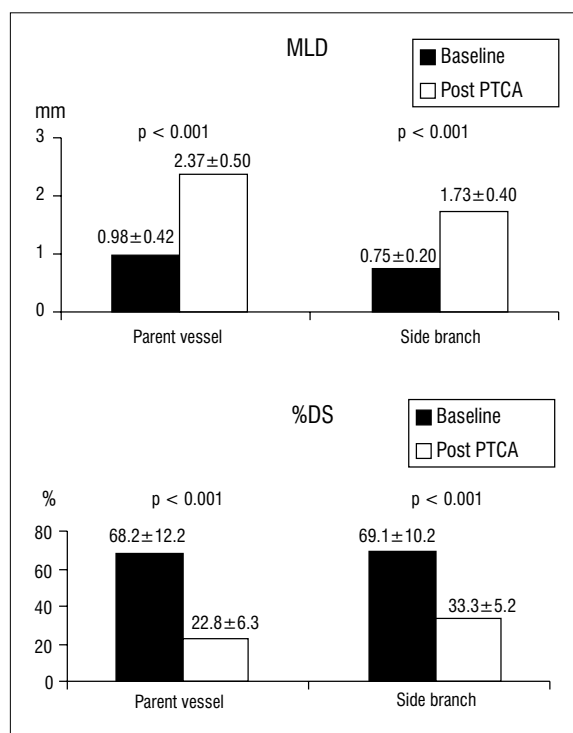 MLD
Baseline
Post PTCA
mm
p < 0.001
p < 0.001
3
2.37±0.50
1.73±0.40
2
0.98±0.42
0.75±0.20
1
0
Parent vessel
Side branch
%DS
Baseline
Post PTCA
%
p < 0.001
p < 0.001
80
68.2±12.2
69.1±10.2
60
40
22.8±6.3
33.3±5.2
20
0
Parent vessel
Side branch